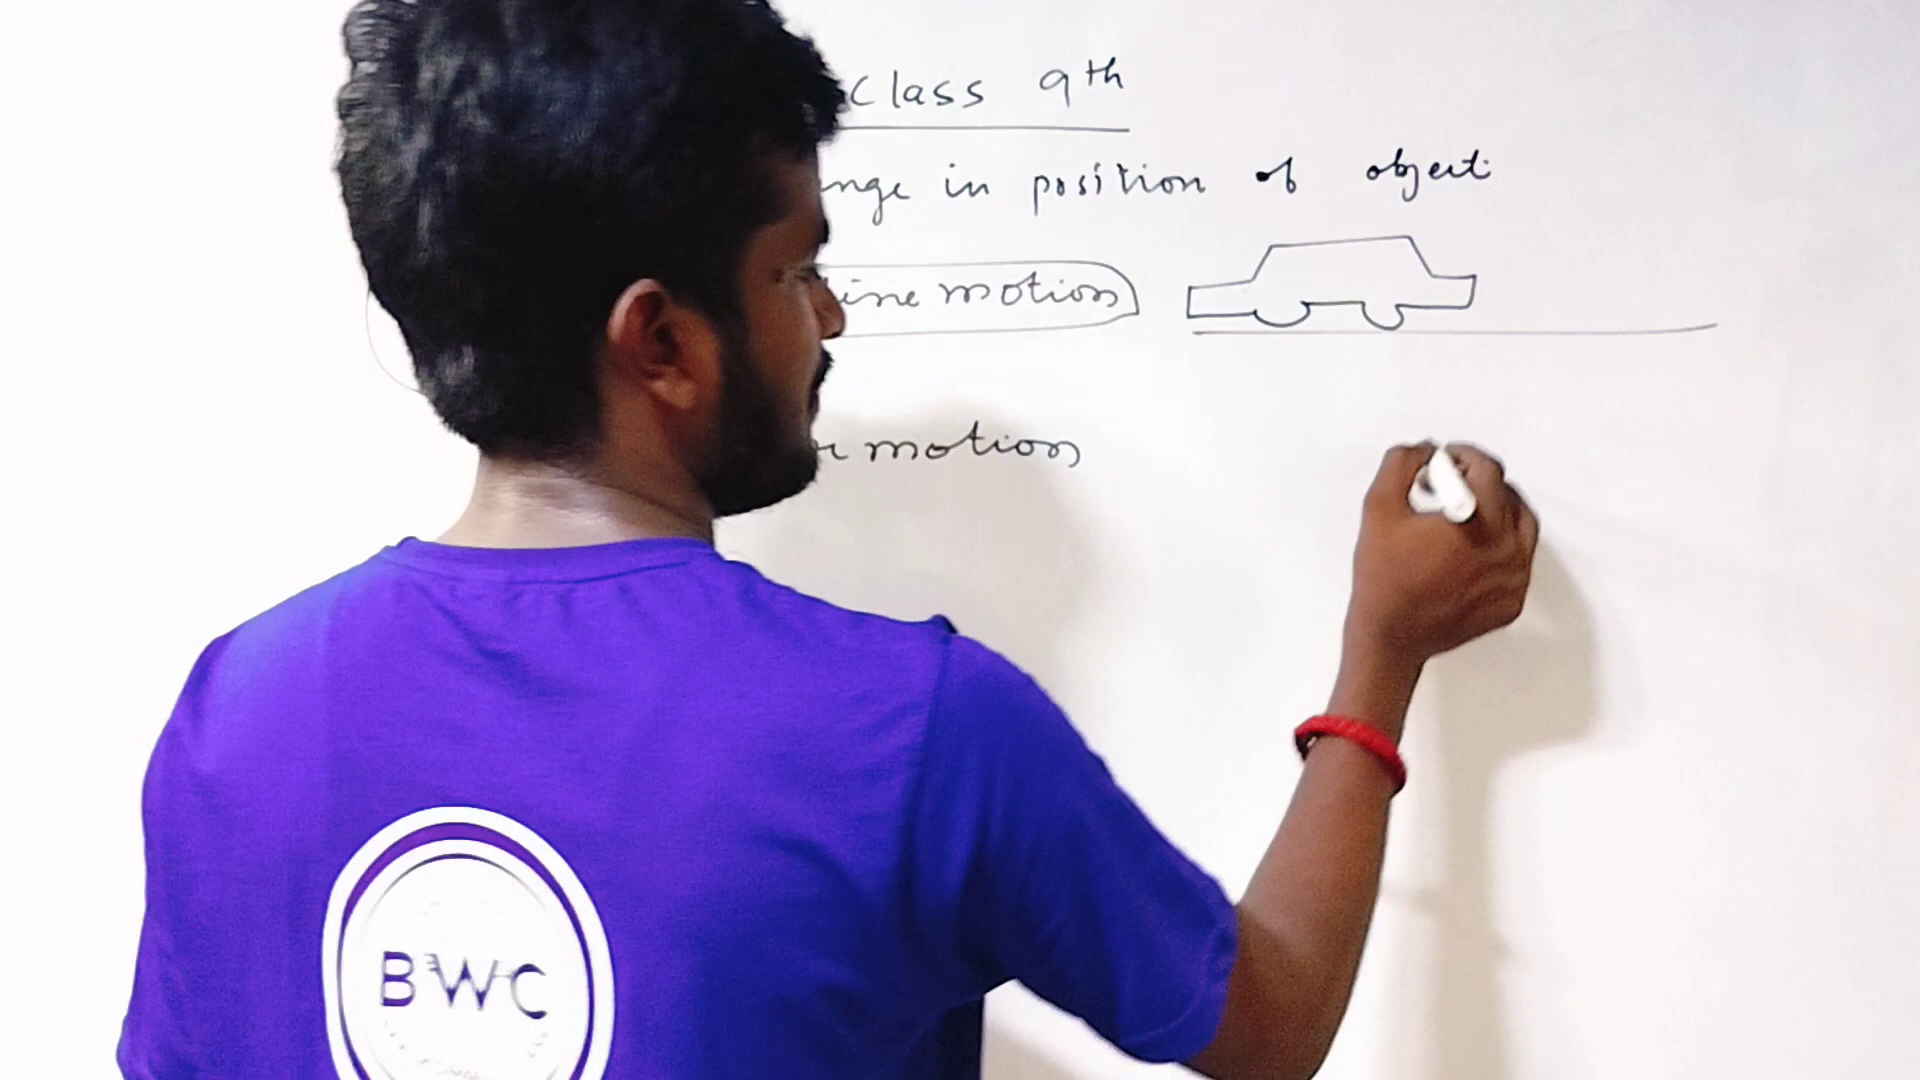 Class 9th
nge in position of object
ine motion
r motion
BWC